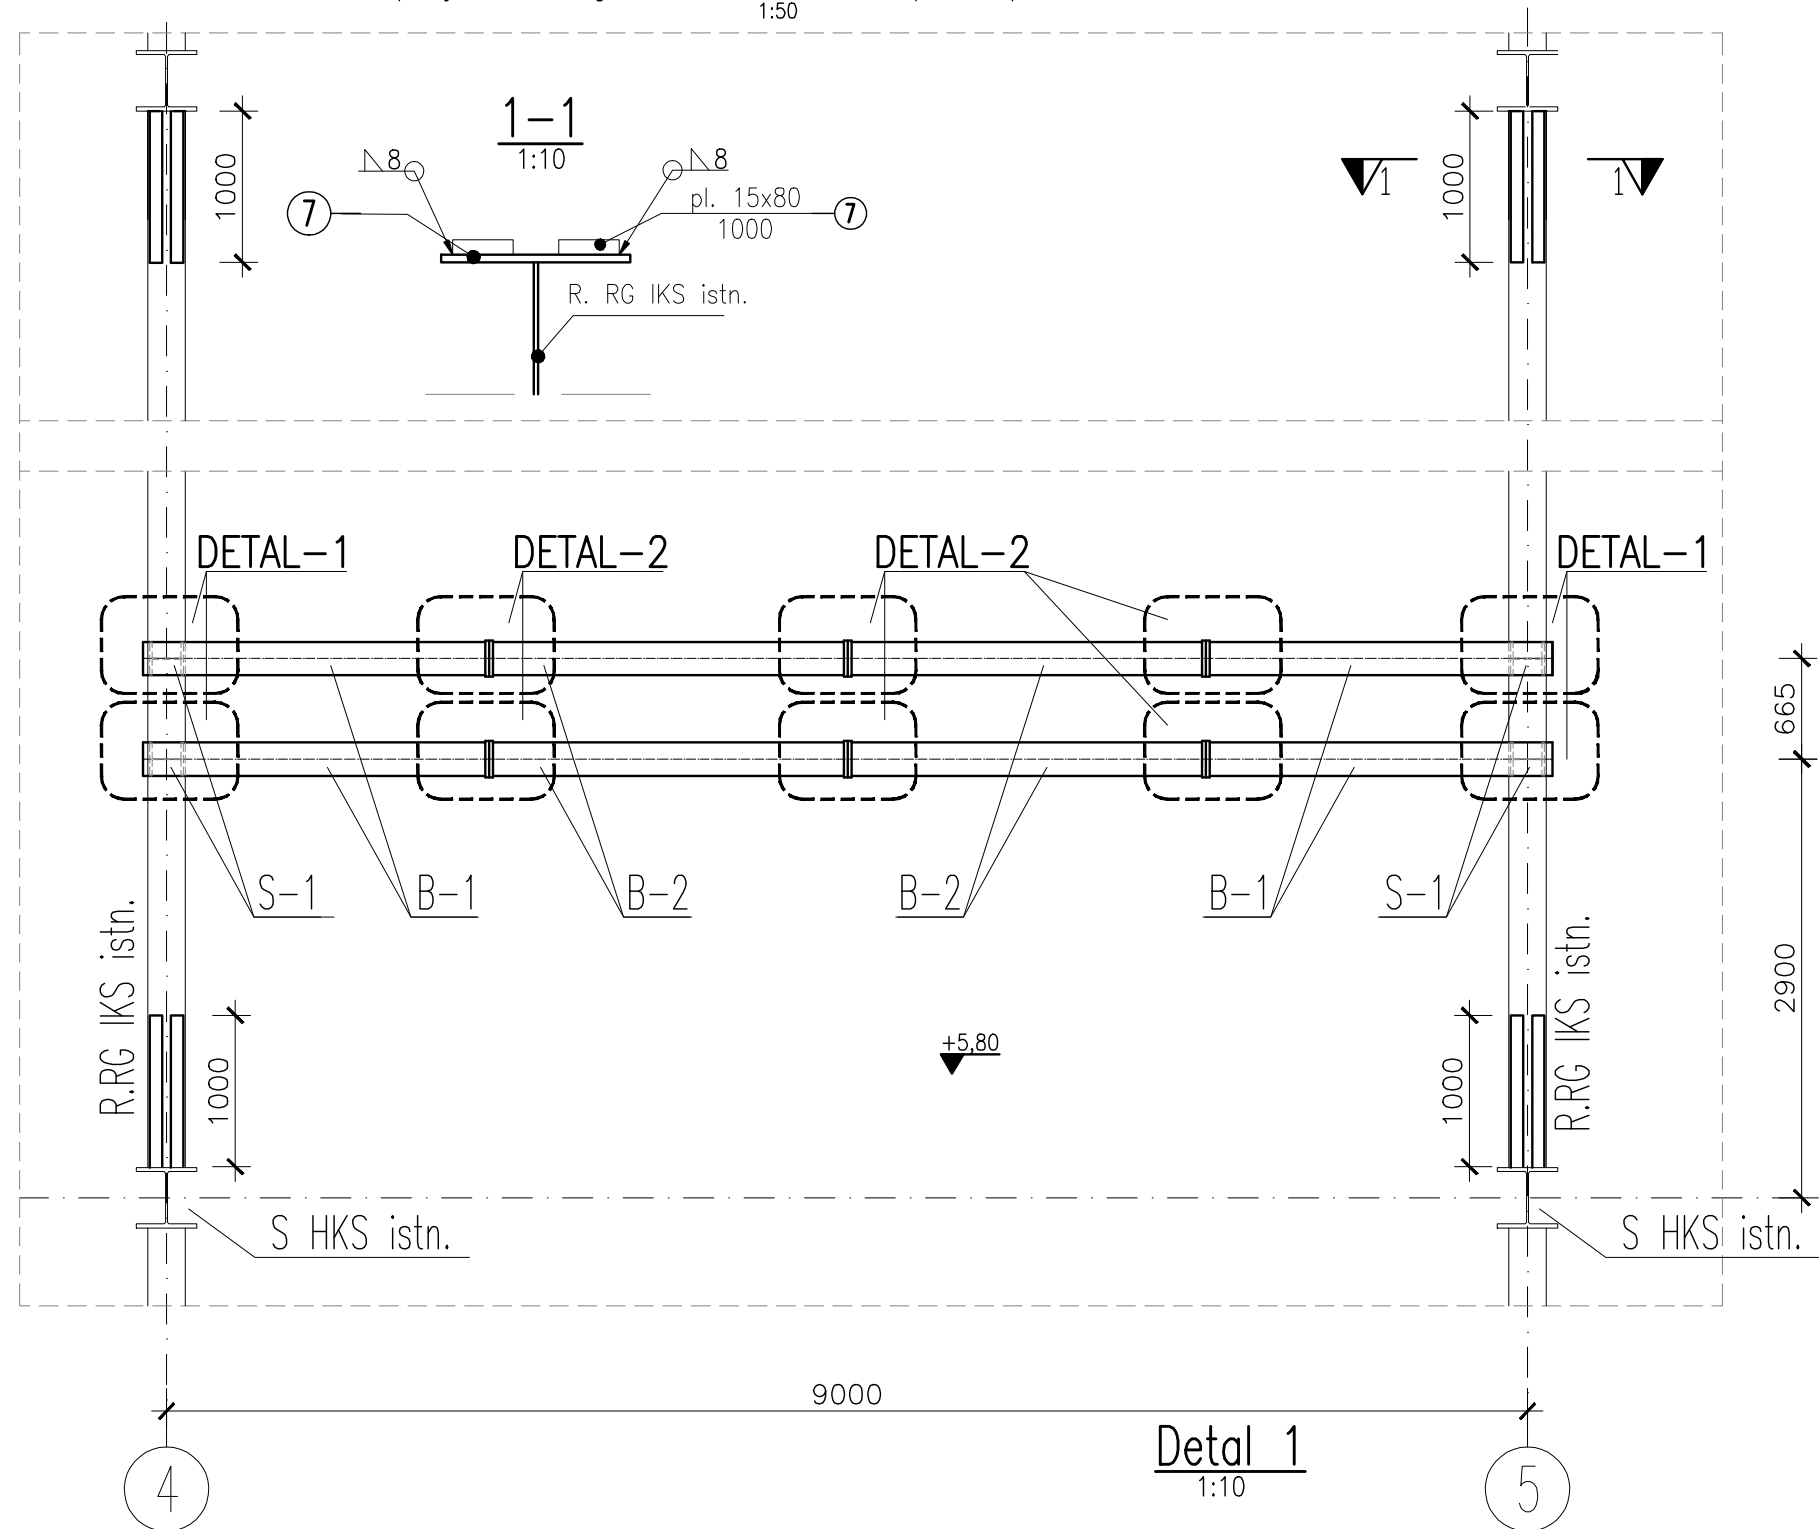 1:50
1-1
1:10
8
8
7
pl. 15x80
1000
7
R. RG IKS istn.
1000
1000
1
1
DETAL-1
DETAL-2
DETAL-2
DETAL-1
665
S-1
B-1
B-2
B-2
B-1
S-1
R.RG IKS istn.
R.RG IKS istn.
2900
1000
+5,80
1000
S HKS istn.
S HKS istn.
9000
Detal 1
1:10
4
5